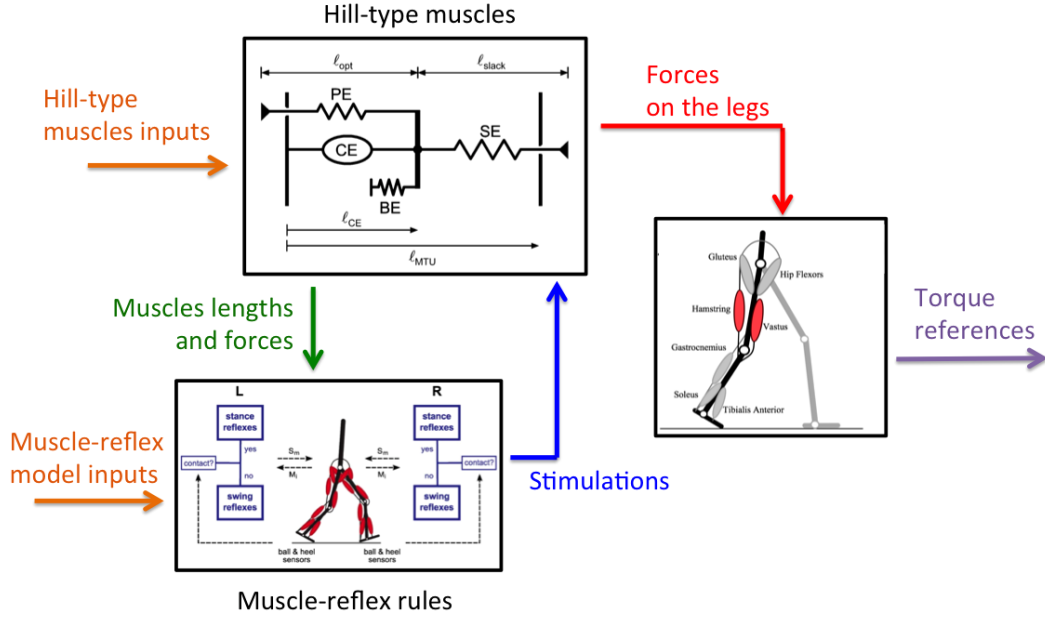 Hill-type muscles
ℓopt
ℓslack
PE
CE
SE
BE
ℓCE
ℓMTU
Hill-type
muscles inputs
Forces
on the legs
Gluteus
Hip Flexors
Hamstring
Vastus
Gastrocnemius
Soleus
Tibialis Anterior
Torque
references
Muscles lengths
and forces
Stimulations
Muscle-reflex
model inputs
L
R
stance
reflexes
yes
contact?
no
swing
reflexes
Sm
Mi
Sm
Mi
stance
reflexes
yes
contact?
no
swing
reflexes
ball & heel
sensors
ball & heel
sensors
Muscle-reflex rules